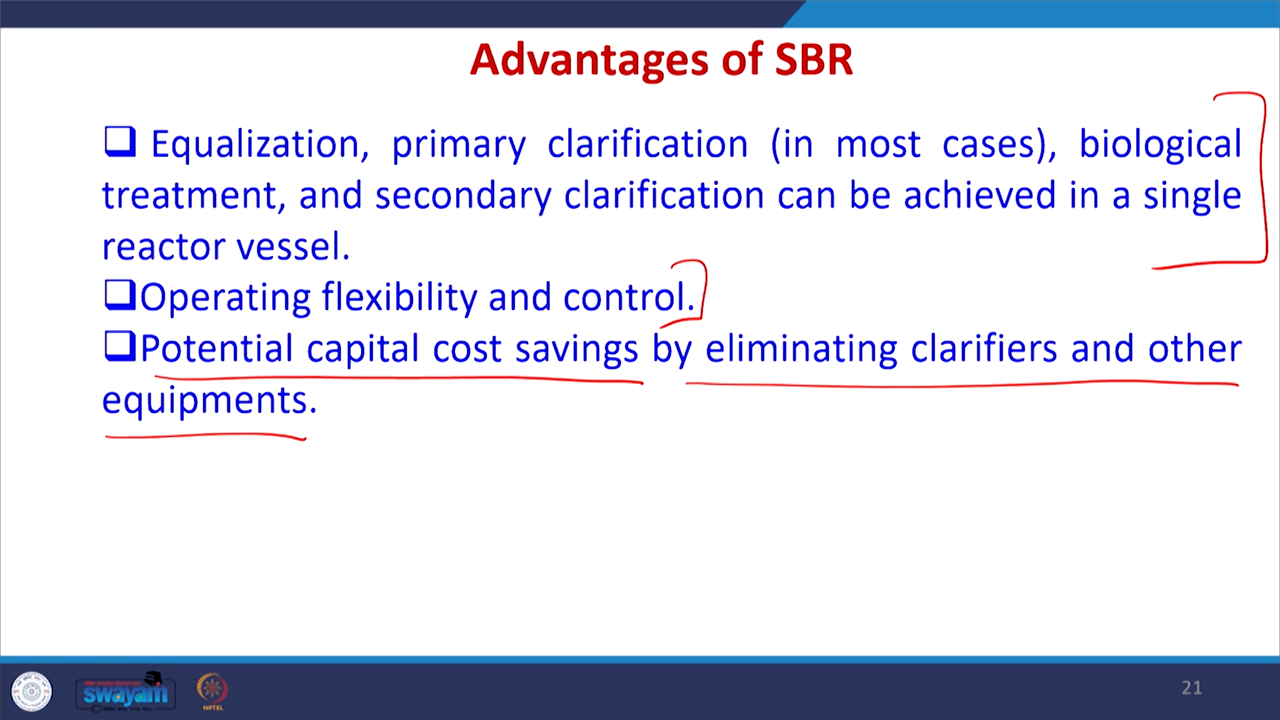 Advantages of SBR
❑ Equalization, primary clarification (in most cases), biological
treatment, and secondary clarification can be achieved in a single
reactor vessel.
❑Operating flexibility and control.
❑Potential capital cost savings by eliminating clarifiers and other
equipments.
swayam
NPTEL
21